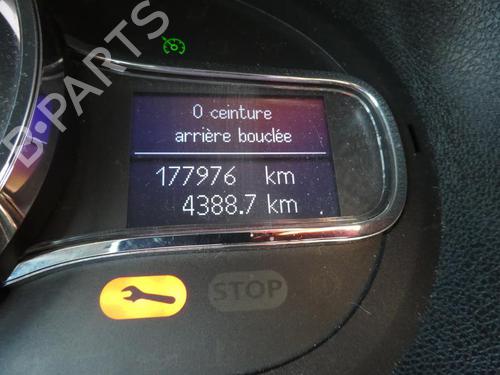 B-PARTS
0 ceinture
arrière bouclée
177976 km
4388.7 km
STOP